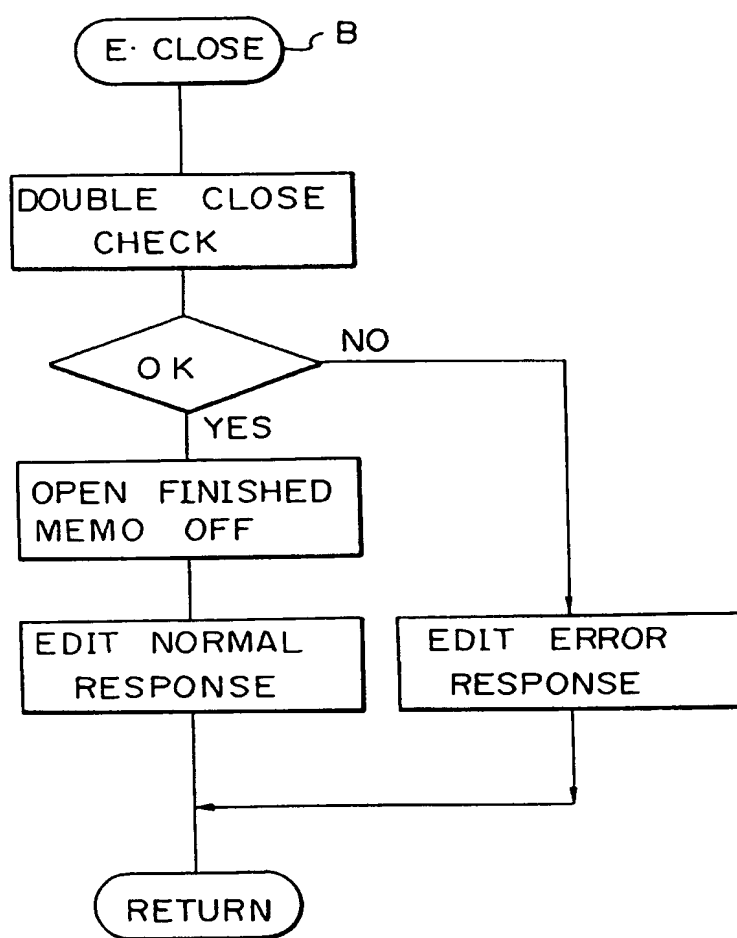 E· CLOSE
B
DOUBLE CLOSE
CHECK
OK
NO
YES
OPEN FINISHED
MEMO OFF
EDIT NORMAL
RESPONSE
EDIT ERROR
RESPONSE
RETURN